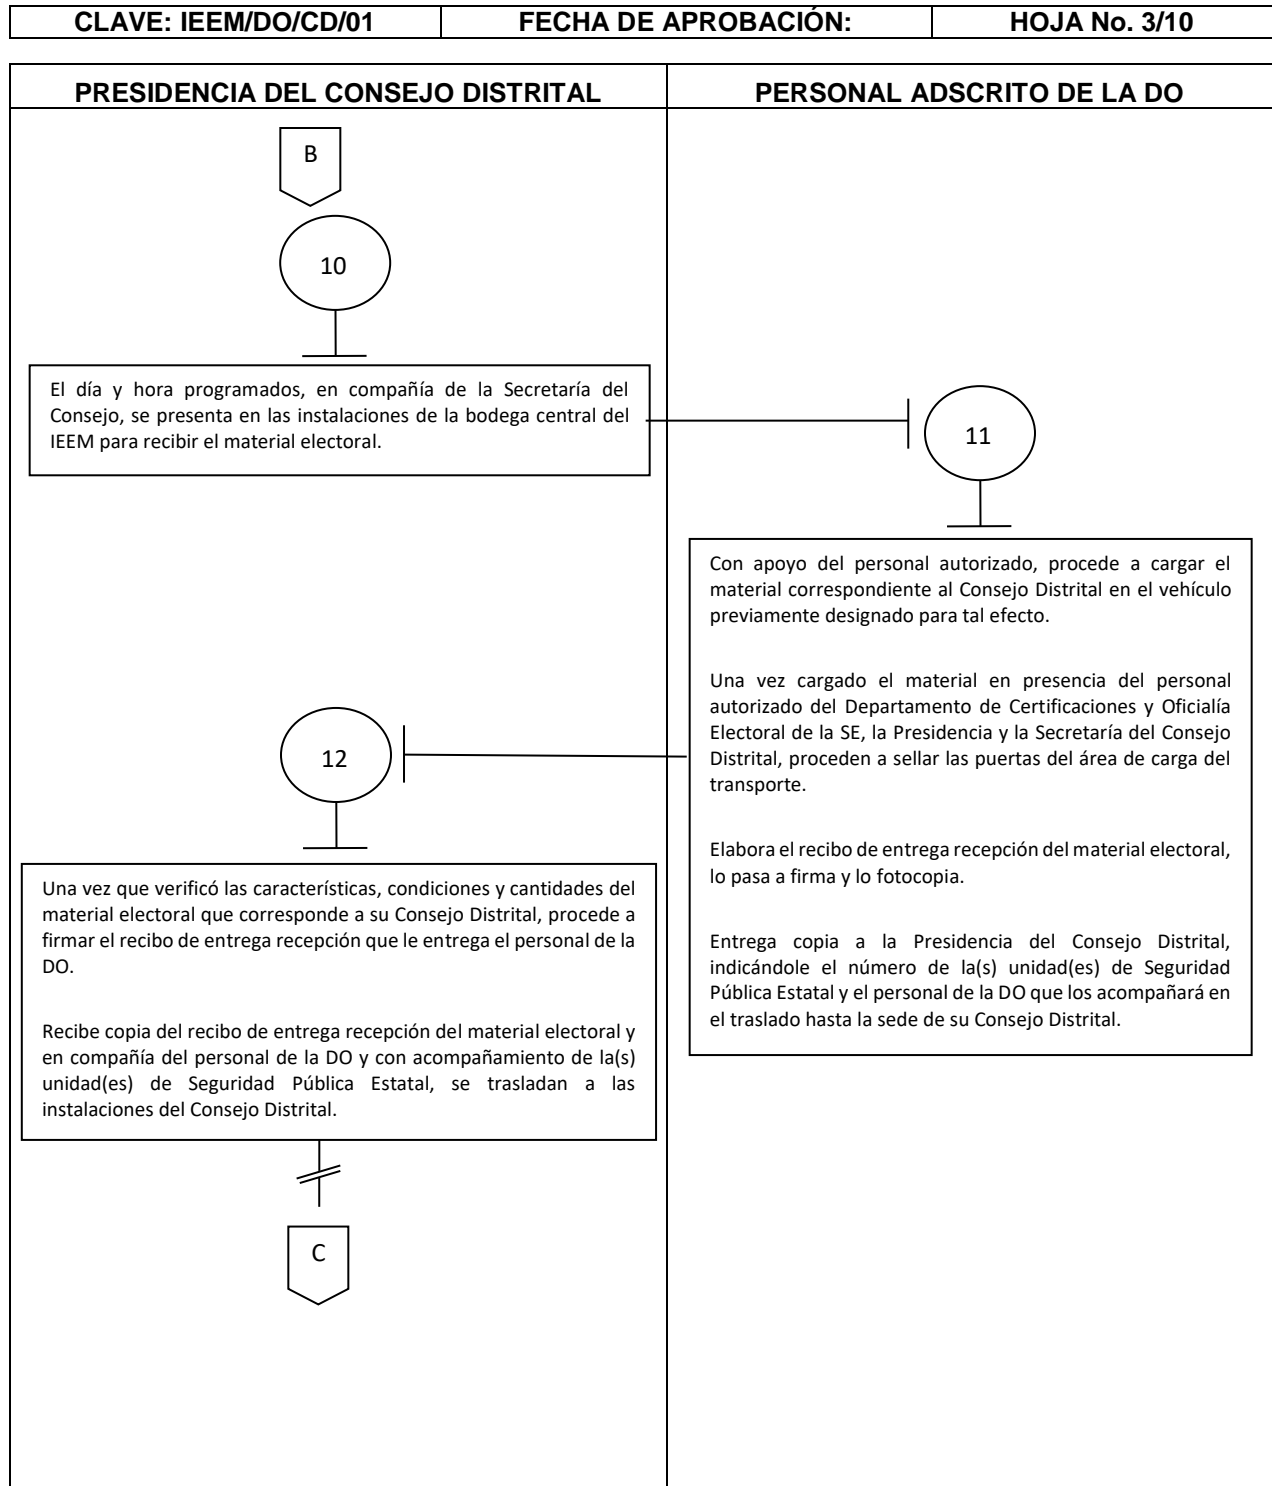 CLAVE: IEEM/DO/CD/01 FECHA DE APROBACIÓN: HOJA No. 3/10
PRESIDENCIA DEL CONSEJO DISTRITAL PERSONAL ADSCRITO DE LA DO
B
10
El día y hora programados, en compañía de la Secretaría del
Consejo, se presenta en las instalaciones de la bodega central del
IEEM para recibir el material electoral.
11
Con apoyo del personal autorizado, procede a cargar el
material correspondiente al Consejo Distrital en el vehículo
previamente designado para tal efecto.
Una vez cargado el material en presencia del personal
autorizado del Departamento de Certificaciones y Oficialía
Electoral de la SE, la Presidencia y la Secretaría del Consejo
Distrital, proceden a sellar las puertas del área de carga del
transporte.
Elabora el recibo de entrega recepción del material electoral,
lo pasa a firma y lo fotocopia.
Entrega copia a la Presidencia del Consejo Distrital,
indicándole el número de la(s) unidad(es) de Seguridad
Pública Estatal y el personal de la DO que los acompañará en
el traslado hasta la sede de su Consejo Distrital.
12
Una vez que verificó las características, condiciones y cantidades del
material electoral que corresponde a su Consejo Distrital, procede a
firmar el recibo de entrega recepción que le entrega el personal de la
DO.
Recibe copia del recibo de entrega recepción del material electoral y
en compañía del personal de la DO y con acompañamiento de la(s)
unidad(es) de Seguridad Pública Estatal, se trasladan a las
instalaciones del Consejo Distrital.
C